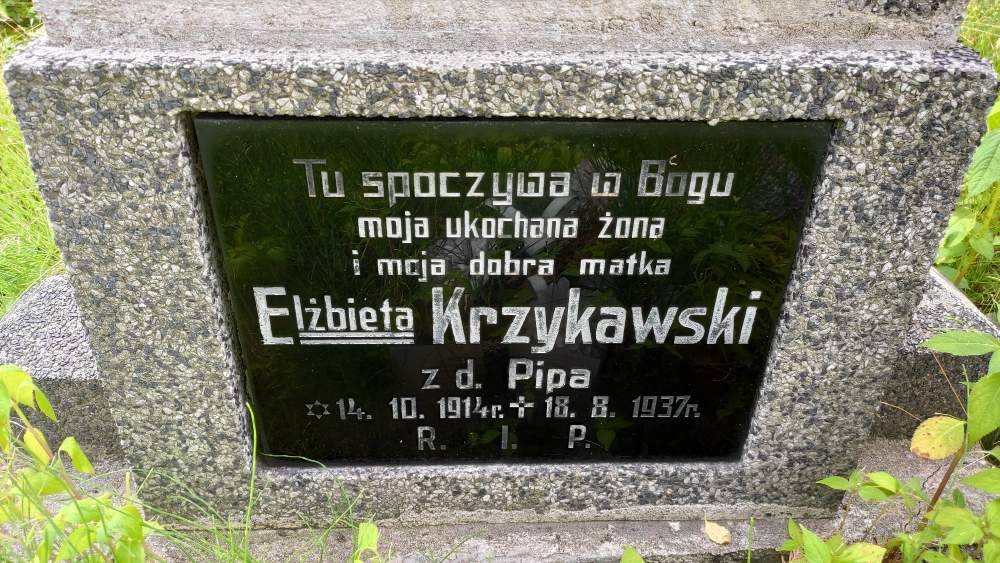 Tu spoczywa w Bogu
moja ukochana żona
i moja dobra matka
Elżbieta Krzykawski
z d. Pipa
✡ 14. 10. 1914r. ✝ 18. 8. 1937r.
R. I. P.